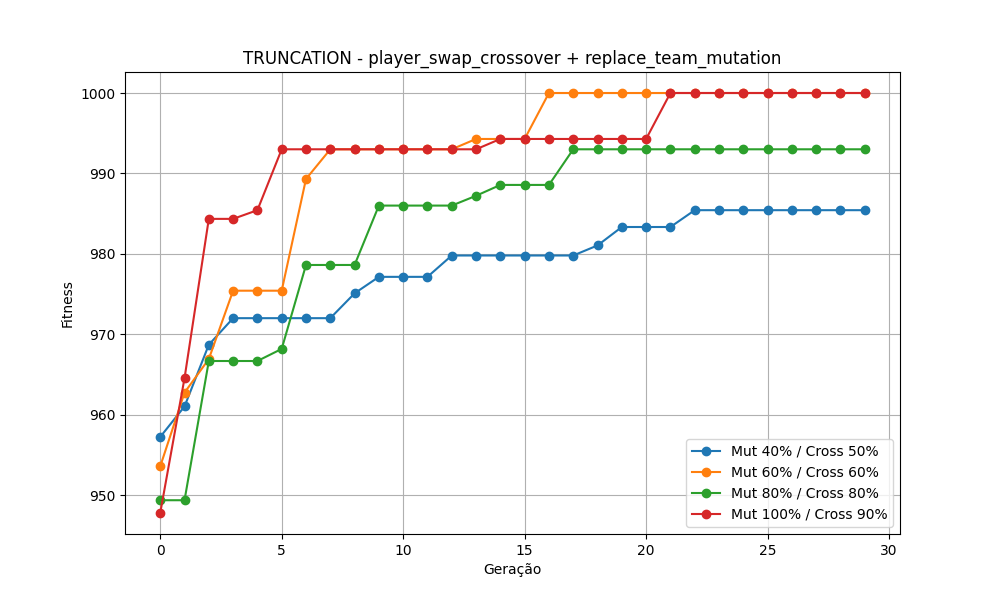 TRUNCATION - player_swap_crossover + replace_team_mutation
1000
990
980
970
960
950
Fitness
0 5 10 15 20 25 30
Geração
Mut 40% / Cross 50%
Mut 60% / Cross 60%
Mut 80% / Cross 80%
Mut 100% / Cross 90%